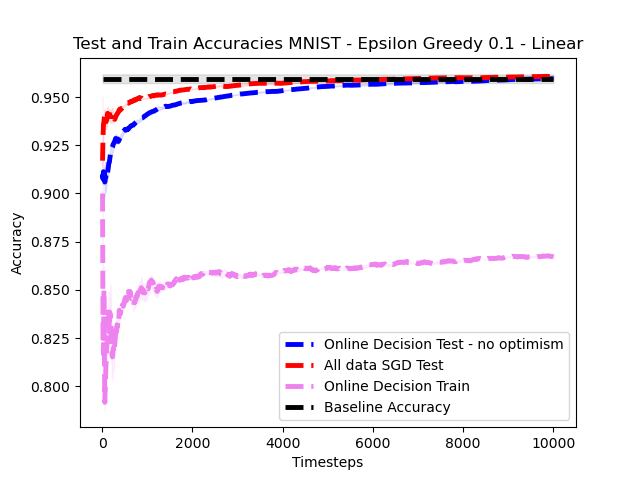 Test and Train Accuracies MNIST - Epsilon Greedy 0.1 - Linear
Accuracy
0.950
0.925
0.900
0.875
0.850
0.825
0.800
Online Decision Test - no optimism
All data SGD Test
Online Decision Train
Baseline Accuracy
0
2000
4000
6000
8000
10000
Timesteps